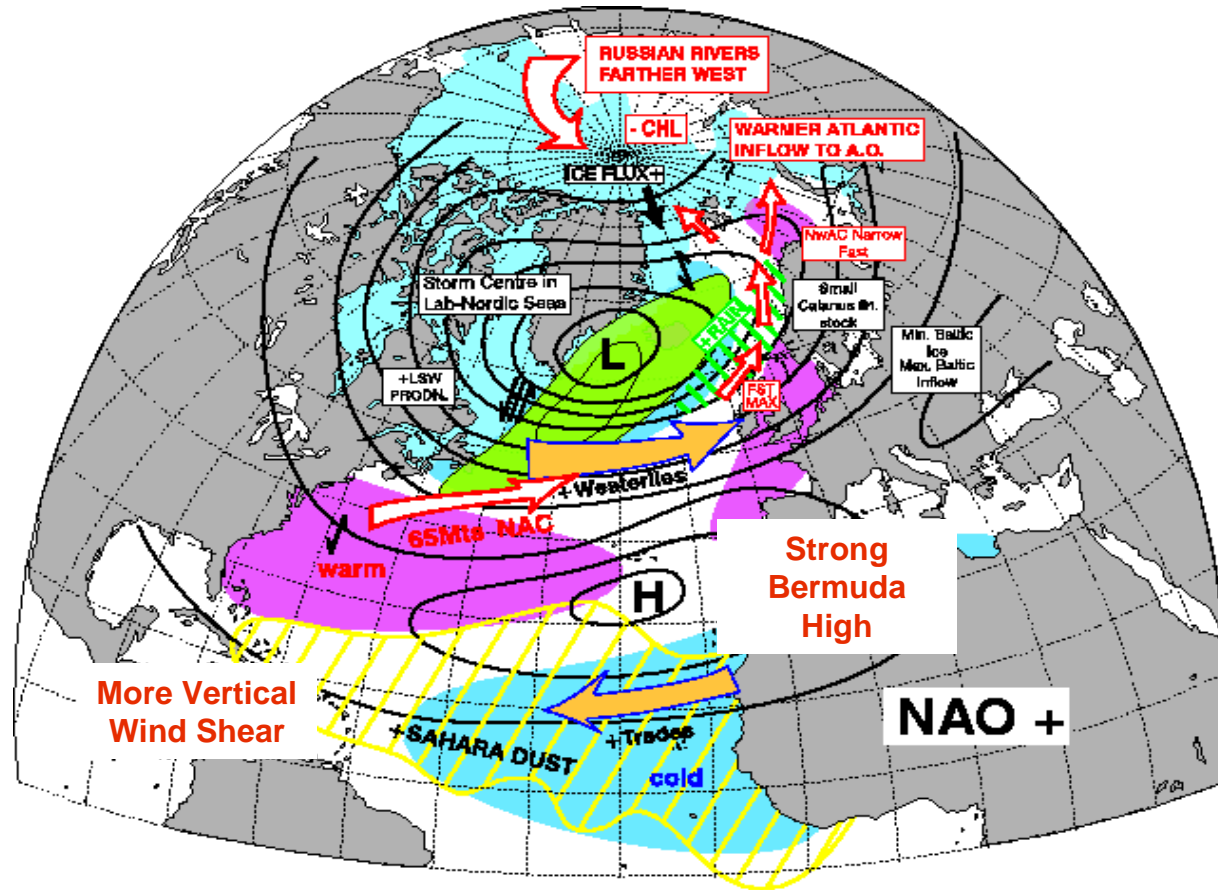 RUSSIAN RIVERS
FARTHER WEST
- CHL
WARMER ATLANTIC
INFLOW TO A.O.
ICE FLUX+
NwAC Narrow
Fast
Storm Centre in
Lab-Nordic Seas
Small
Calanus fin.
stock
+RAIN
Min. Baltic
Ice
Max. Baltic
Inflow
L
+LSW
PRODN.
FST
MAX
+Westerlies
65Mts NAC
warm
H
Strong
Bermuda
High
More Vertical
Wind Shear
NAO +
+SAHARA DUST
+Trades
cold